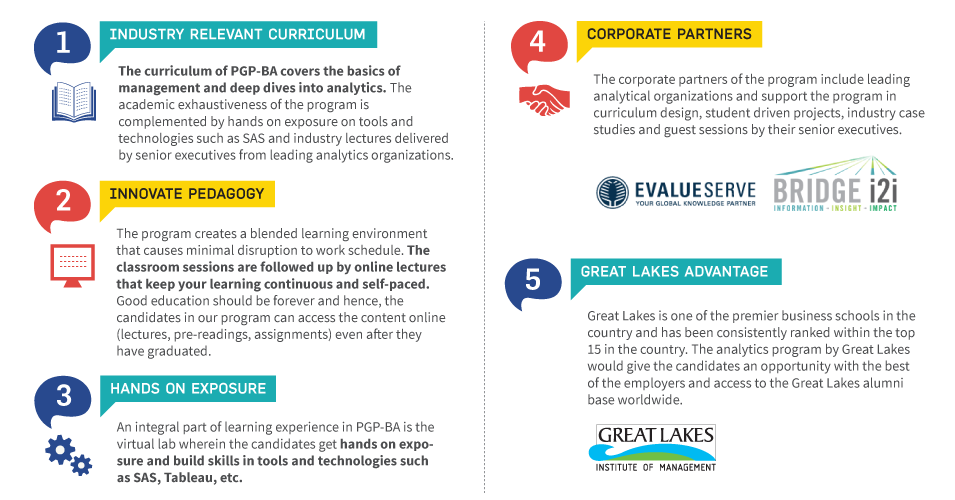 1
INDUSTRY RELEVANT CURRICULUM
The curriculum of PGP-BA covers the basics of
management and deep dives into analytics. The
academic exhaustiveness of the program is
complemented by hands on exposure on tools and
technologies such as SAS and industry lectures delivered
by senior executives from leading analytics organizations.
2
INNOVATE PEDAGOGY
The program creates a blended learning environment
that causes minimal disruption to work schedule. The
classroom sessions are followed up by online lectures
that keep your learning continuous and self-paced.
Good education should be forever and hence, the
candidates in our program can access the content online
(lectures, pre-readings, assignments) even after they
have graduated.
3
HANDS ON EXPOSURE
An integral part of learning experience in PGP-BA is the
virtual lab wherein the candidates get hands on expo-
sure and build skills in tools and technologies such
as SAS, Tableau, etc.
4
CORPORATE PARTNERS
The corporate partners of the program include leading
analytical organizations and support the program in
curriculum design, student driven projects, industry case
studies and guest sessions by their senior executives.
EVALUESERVE
YOUR GLOBAL KNOWLEDGE PARTNER
BRIDGE i2i
INFORMATION - INSIGHT - IMPACT
5
GREAT LAKES ADVANTAGE
Great Lakes is one of the premier business schools in the
country and has been consistently ranked within the top
15 in the country. The analytics program by Great Lakes
would give the candidates an opportunity with the best
of the employers and access to the Great Lakes alumni
base worldwide.
GREAT LAKES
INSTITUTE OF MANAGEMENT